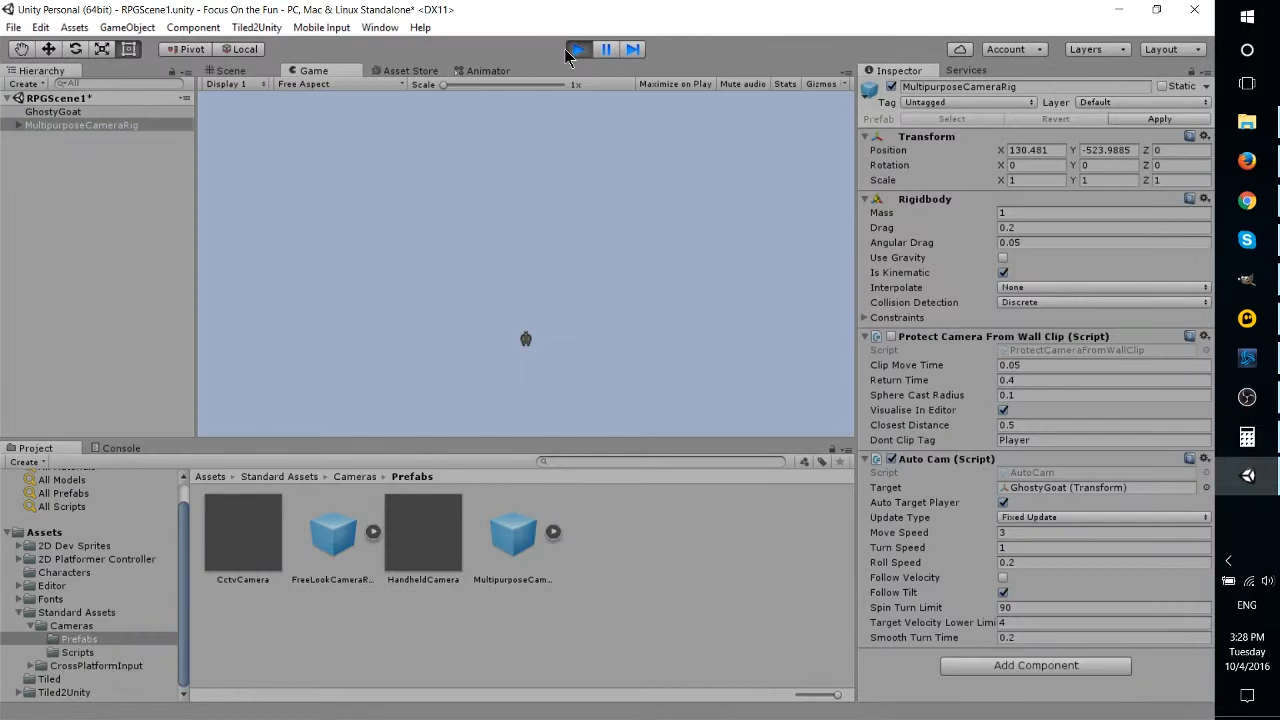 Unity Personal (64bit) - RPGScene1.unity - Focus On the Fun - PC, Mac & Linux Standalone* <DX11>
File Edit Assets GameObject Component Tiled2Unity Mobile Input Window Help
Pivot Local Account Layers Layout
Hierarchy Scene Game Asset Store Animator Inspector Services
Create All Display 1 Free Aspect Scale 1x Maximize on Play Mute audio Stats Gizmos
MultipurposeCameraRig Static
RPGScene1*
GhostyGoat
MultipurposeCameraRig
Tag Untagged Layer Default
Prefab Select Revert Apply
Transform
Position X 130.481 Y -523.9885 Z 0
Rotation X 0 Y 0 Z 0
Scale X 1 Y 1 Z 1
Rigidbody
Mass 1
Drag 0.2
Angular Drag 0.05
Use Gravity
Is Kinematic
Interpolate None
Collision Detection Discrete
Constraints
Protect Camera From Wall Clip (Script)
Script ProtectCameraFromWallClip
Clip Move Time 0.05
Return Time 0.4
Sphere Cast Radius 0.1
Visualise In Editor
Closest Distance 0.5
Dont Clip Tag Player
Auto Cam (Script)
Script AutoCam
Target GhostyGoat (Transform)
Auto Target Player
Update Type Fixed Update
Move Speed 3
Turn Speed 1
Roll Speed 0.2
Follow Velocity
Follow Tilt
Spin Turn Limit 90
Target Velocity Lower Limi 4
Smooth Turn Time 0.2
Add Component
Project Console
Create
All Models
All Prefabs
All Scripts
Assets
2D Dev Sprites
2D Platformer Controller
Characters
Editor
Fonts
Standard Assets
Cameras
Prefabs
Scripts
CrossPlatformInput
Tiled
Tiled2Unity
Assets Standard Assets Cameras Prefabs
CctvCamera FreeLookCameraR... HandheldCamera MultipurposeCam...
ENG
3:28 PM
Tuesday
10/4/2016